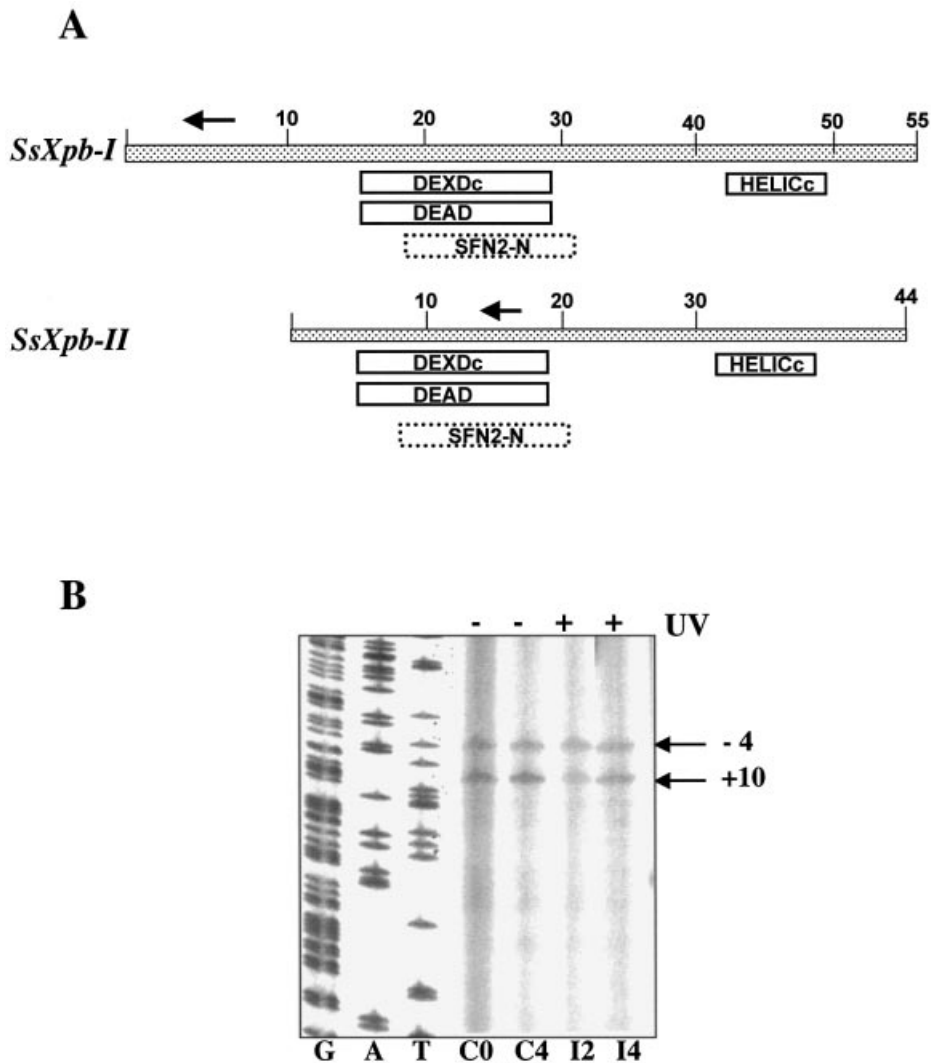 A
10 20 30 40 50 55
SsXpb-I
DEXDc HELICc
DEAD
SFN2-N
10 20 30 44
SsXpb-II
DEXDc HELICc
DEAD
SFN2-N
B
- - + + UV
- 4
+10
G A T C0 C4 I2 I4